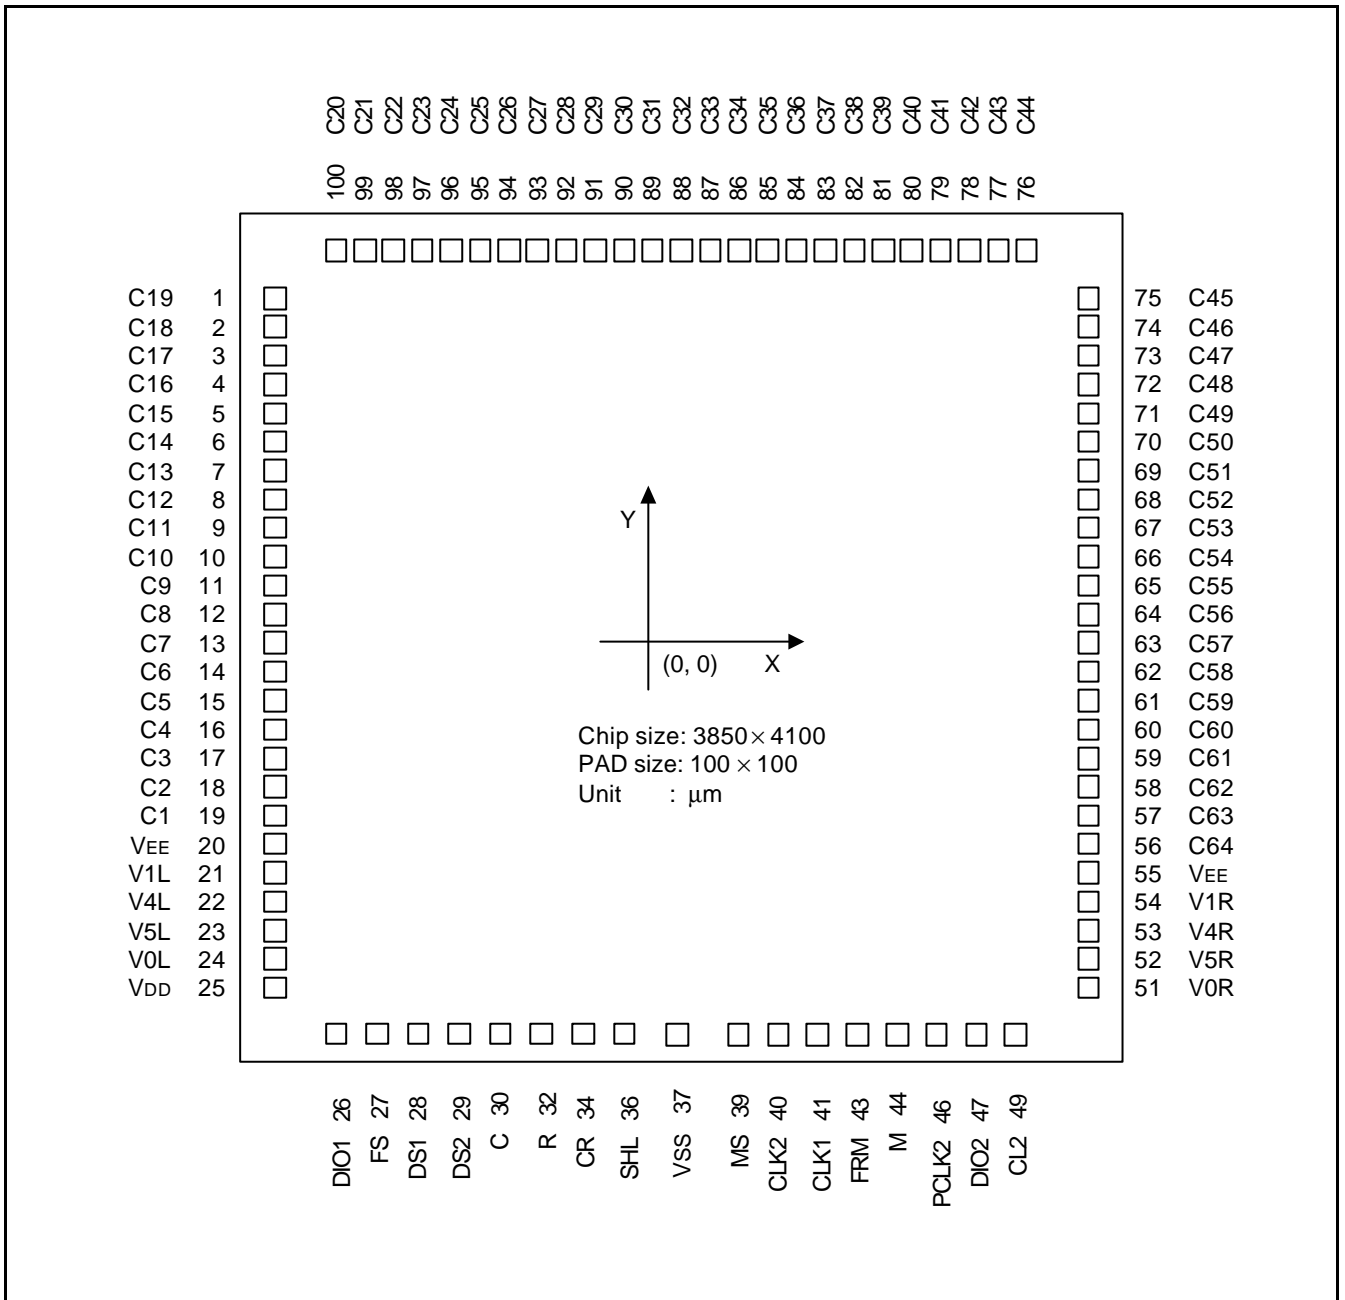 C20 C21 C22 C23 C24 C25 C26 C27 C28 C29 C30 C31 C32 C33 C34 C35 C36 C37 C38 C39 C40 C41 C42 C43 C44
100 99 98 97 96 95 94 93 92 91 90 89 88 87 86 85 84 83 82 81 80 79 78 77 76
C19 1 75 C45
C18 2 74 C46
C17 3 73 C47
C16 4 72 C48
C15 5 71 C49
C14 6 70 C50
C13 7 69 C51
C12 8 68 C52
C11 9 67 C53
C10 10 66 C54
C9 11 65 C55
C8 12 64 C56
C7 13 63 C57
C6 14 62 C58
C5 15 61 C59
C4 16 60 C60
C3 17 59 C61
C2 18 58 C62
C1 19 57 C63
VEE 20 56 C64
V1L 21 55 VEE
V4L 22 54 V1R
V5L 23 53 V4R
V0L 24 52 V5R
VDD 25 51 V0R
Y
(0, 0) X
Chip size: 3850 × 4100
PAD size: 100 × 100
Unit : μm
26 27 28 29 30 32 34 36 37 39 40 41 43 44 46 47 49
DIO1 FS DS1 DS2 C R CR SHL VSS MS CLK2 CLK1 FRM M PCLK2 DIO2 CL2